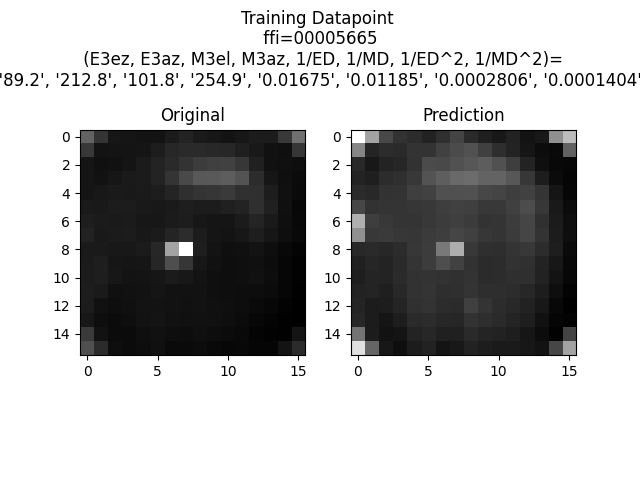 Training Datapoint
ffi=00005665
(E3ez, E3az, M3el, M3az, 1/ED, 1/MD, 1/ED^2, 1/MD^2)=
'89.2', '212.8', '101.8', '254.9', '0.01675', '0.01185', '0.0002806', '0.0001404'
Original Prediction
0 0
2 2
4 4
6 6
8 8
10 10
12 12
14 14
0 5 10 15 0 5 10 15